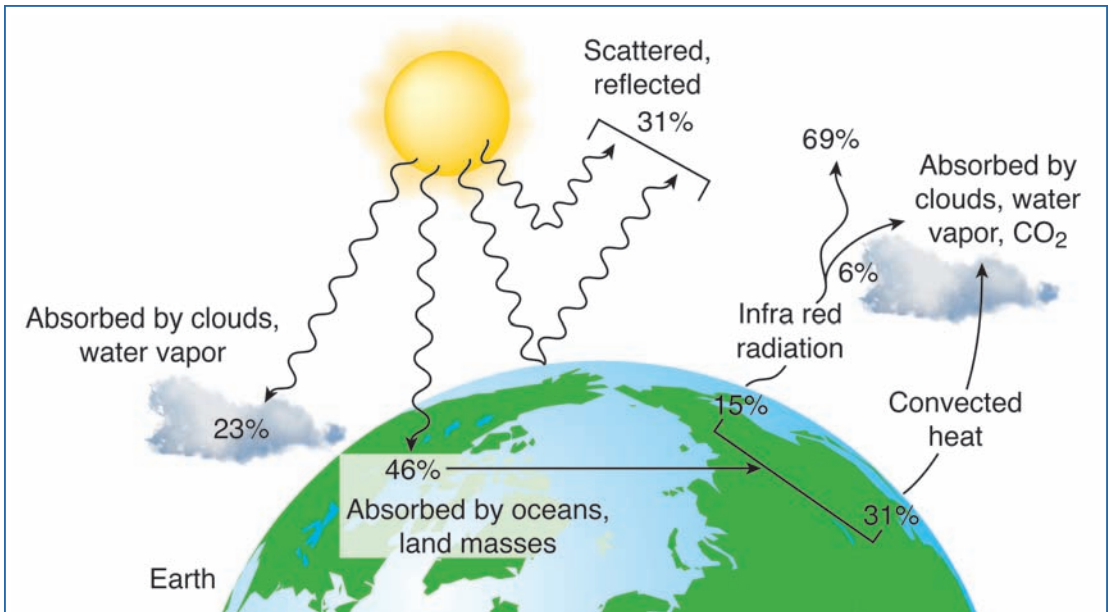 Scattered,
reflected
31%
69%
Absorbed by
clouds, water
vapor, CO₂
6%
Absorbed by clouds,
water vapor
23%
Infra red
radiation
15%
Convected
heat
31%
46%
Absorbed by oceans,
land masses
Earth